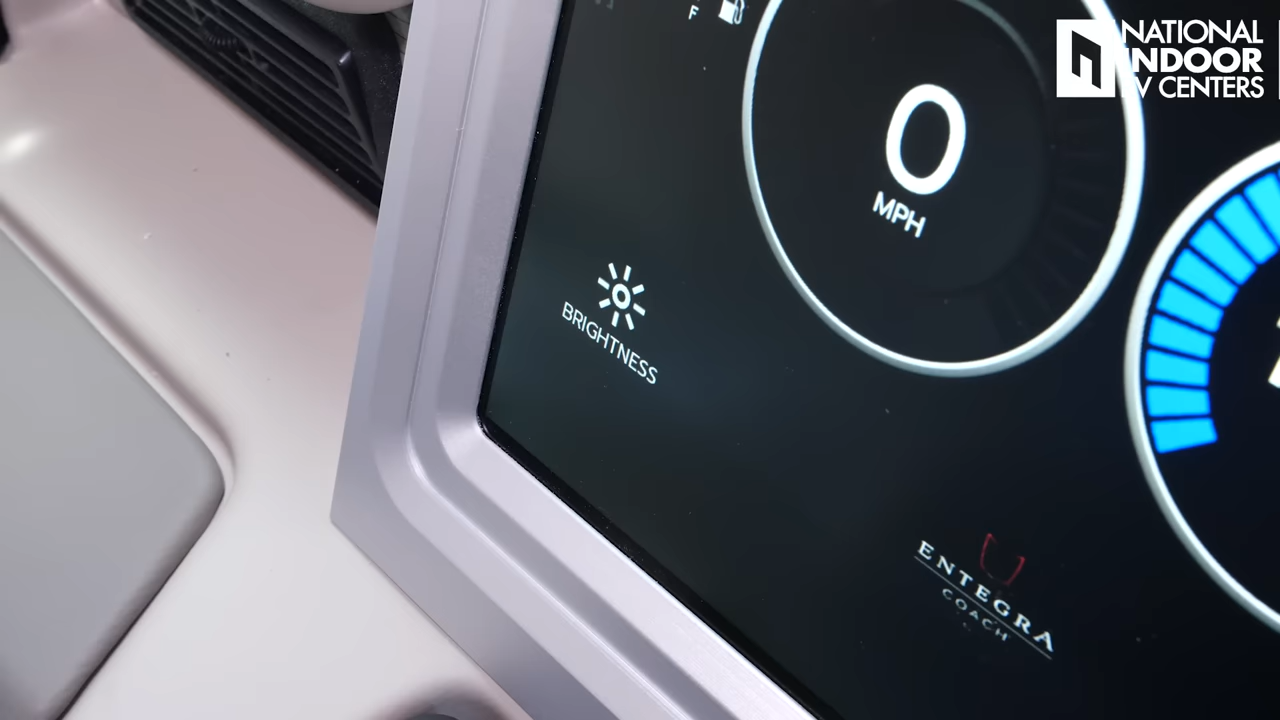 F
0
MPH
BRIGHTNESS
ENTEGRA
COACH
NATIONAL
INDOOR
RV CENTERS